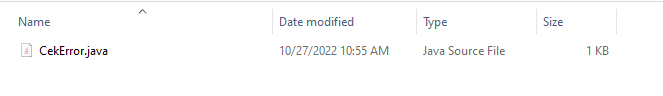 Name Date modified Type Size
CekError.java 10/27/2022 10:55 AM Java Source File 1 KB